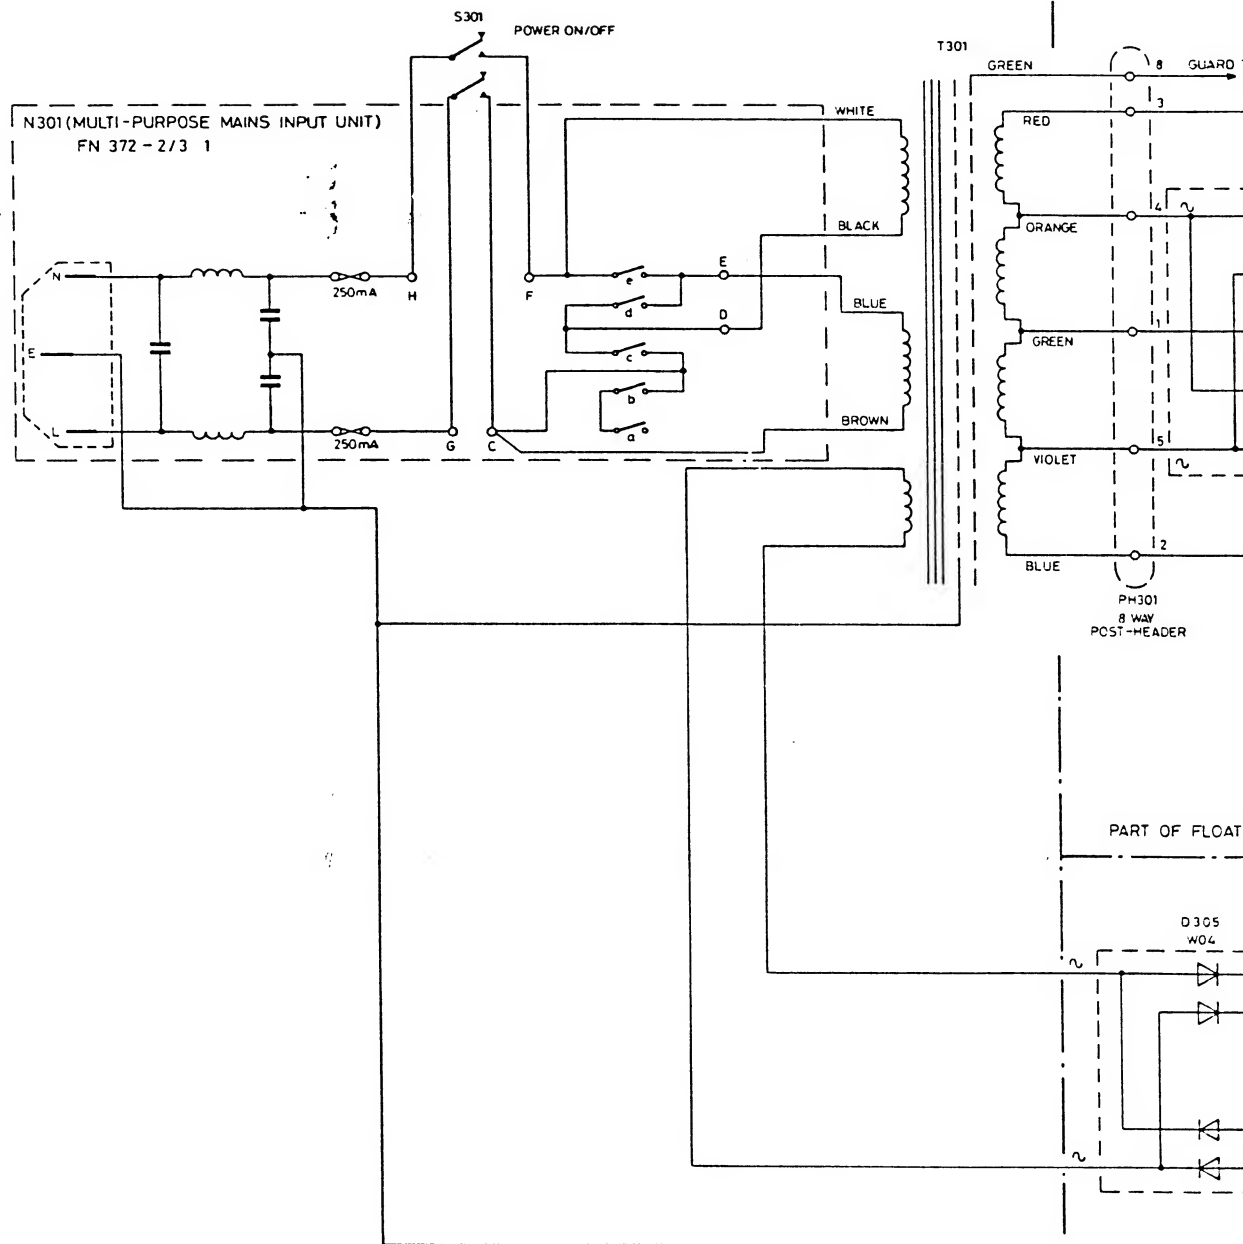 S301
POWER ON/OFF
T301
GREEN
8
GUARD
3
N301 (MULTI-PURPOSE MAINS INPUT UNIT)
FN 372 - 2/3 1
WHITE
RED
4
BLACK
ORANGE
N
250mA
H
F
e
E
d
D
BLUE
1
GREEN
E
c
b
BROWN
L
250mA
G
C
a
VIOLET
5
2
BLUE
PH301
8 WAY
POST-HEADER
PART OF FLOAT
D305
W04